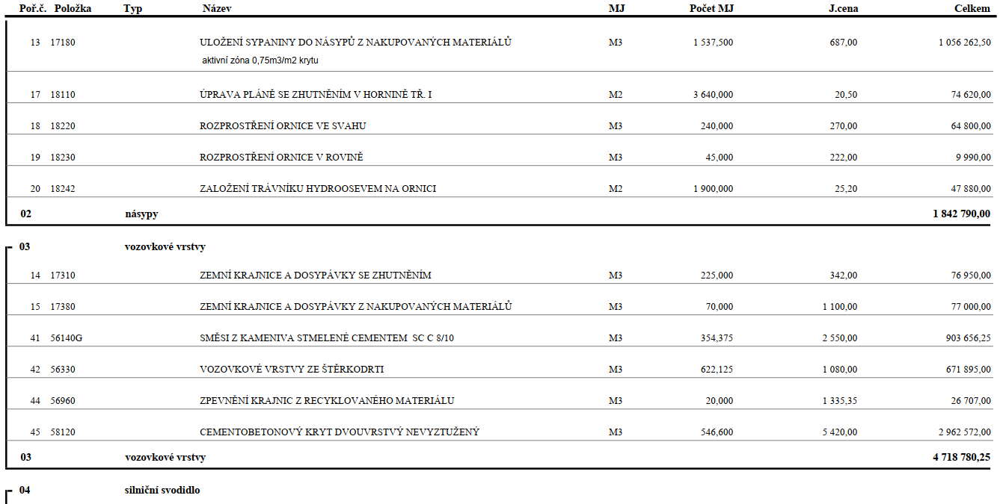 Poř.č. Položka Typ Název MJ Počet MJ J.cena Celkem
13 17180 ULOŽENÍ SYPANINY DO NÁSYPŮ Z NAKUPOVANÝCH MATERIÁLŮ M3 1 537,500 687,00 1 056 262,50
aktivní zóna 0,75m3/m2 krytu
17 18110 ÚPRAVA PLÁNĚ SE ZHUTNĚNÍM V HORNINĚ TŘ. I M2 3 640,000 20,50 74 620,00
18 18220 ROZPROSTŘENÍ ORNICE VE SVAHU M3 240,000 270,00 64 800,00
19 18230 ROZPROSTŘENÍ ORNICE V ROVINĚ M3 45,000 222,00 9 990,00
20 18242 ZALOŽENÍ TRÁVNÍKU HYDROOSEVEM NA ORNICI M2 1 900,000 25,20 47 880,00
02 násypy 1 842 790,00
03 vozovkové vrstvy
14 17310 ZEMNÍ KRAJNICE A DOSYPÁVKY SE ZHUTNĚNÍM M3 225,000 342,00 76 950,00
15 17380 ZEMNÍ KRAJNICE A DOSYPÁVKY Z NAKUPOVANÝCH MATERIÁLŮ M3 70,000 1 100,00 77 000,00
41 56140G SMĚSI Z KAMENIVA STMELENÉ CEMENTEM SC C 8/10 M3 354,375 2 550,00 903 656,25
42 56330 VOZOVKOVÉ VRSTVY ZE ŠTĚRKODRTI M3 622,125 1 080,00 671 895,00
44 56960 ZPEVNĚNÍ KRAJNIC Z RECYKLOVANÉHO MATERIÁLU M3 20,000 1 335,35 26 707,00
45 58120 CEMENTOBETONOVÝ KRYT DVOUVRSTVÝ NEVYZTUŽENÝ M3 546,600 5 420,00 2 962 572,00
03 vozovkové vrstvy 4 718 780,25
04 silniční svodidlo